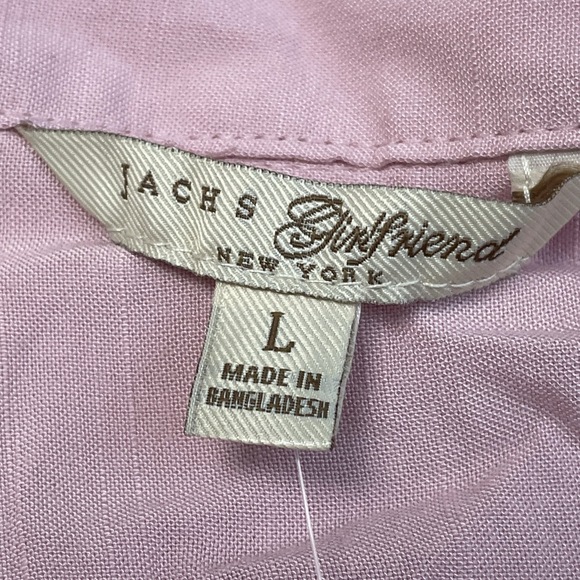 JACHS Girlfriend
NEW YORK
L
MADE IN
BANGLADESH